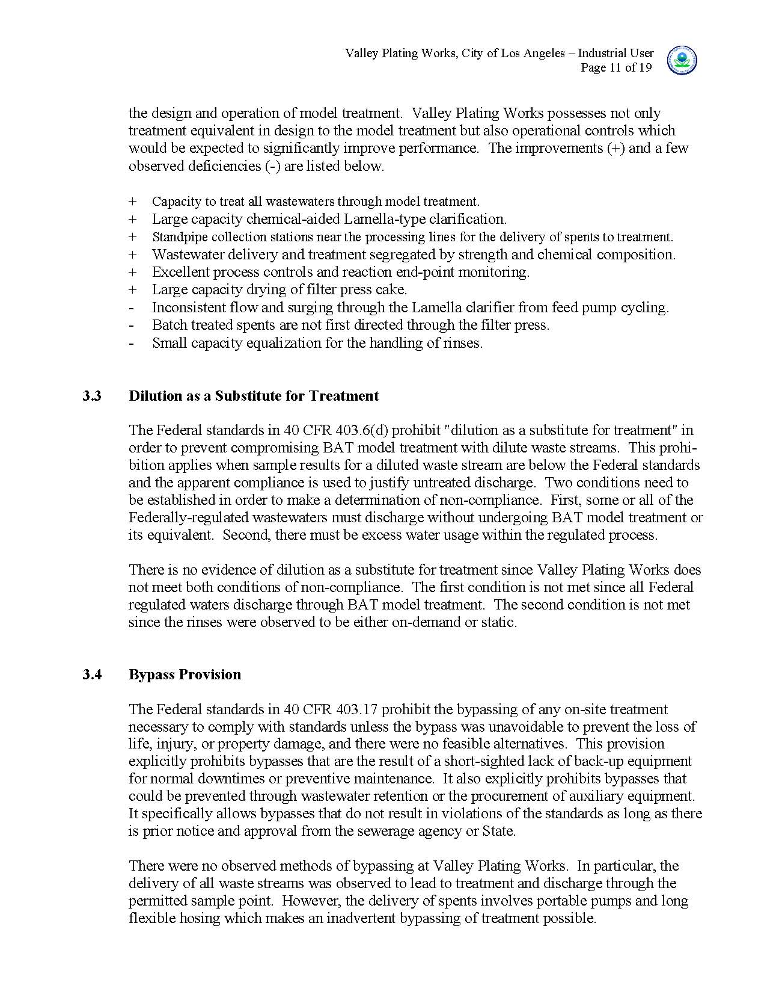 Valley Plating Works, City of Los Angeles – Industrial User
Page 11 of 19
the design and operation of model treatment.  Valley Plating Works possesses not only
treatment equivalent in design to the model treatment but also operational controls which
would be expected to significantly improve performance.  The improvements (+) and a few
observed deficiencies (-) are listed below.
+ Capacity to treat all wastewaters through model treatment.
+ Large capacity chemical-aided Lamella-type clarification.
+ Standpipe collection stations near the processing lines for the delivery of spents to treatment.
+ Wastewater delivery and treatment segregated by strength and chemical composition.
+ Excellent process controls and reaction end-point monitoring.
+ Large capacity drying of filter press cake.
- Inconsistent flow and surging through the Lamella clarifier from feed pump cycling.
- Batch treated spents are not first directed through the filter press.
- Small capacity equalization for the handling of rinses.
3.3 Dilution as a Substitute for Treatment
The Federal standards in 40 CFR 403.6(d) prohibit "dilution as a substitute for treatment" in
order to prevent compromising BAT model treatment with dilute waste streams.  This prohi-
bition applies when sample results for a diluted waste stream are below the Federal standards
and the apparent compliance is used to justify untreated discharge.  Two conditions need to
be established in order to make a determination of non-compliance.  First, some or all of the
Federally-regulated wastewaters must discharge without undergoing BAT model treatment or
its equivalent.  Second, there must be excess water usage within the regulated process.
There is no evidence of dilution as a substitute for treatment since Valley Plating Works does
not meet both conditions of non-compliance.  The first condition is not met since all Federal
regulated waters discharge through BAT model treatment.  The second condition is not met
since the rinses were observed to be either on-demand or static.
3.4 Bypass Provision
The Federal standards in 40 CFR 403.17 prohibit the bypassing of any on-site treatment
necessary to comply with standards unless the bypass was unavoidable to prevent the loss of
life, injury, or property damage, and there were no feasible alternatives.  This provision
explicitly prohibits bypasses that are the result of a short-sighted lack of back-up equipment
for normal downtimes or preventive maintenance.  It also explicitly prohibits bypasses that
could be prevented through wastewater retention or the procurement of auxiliary equipment.
It specifically allows bypasses that do not result in violations of the standards as long as there
is prior notice and approval from the sewerage agency or State.
There were no observed methods of bypassing at Valley Plating Works.  In particular, the
delivery of all waste streams was observed to lead to treatment and discharge through the
permitted sample point.  However, the delivery of spents involves portable pumps and long
flexible hosing which makes an inadvertent bypassing of treatment possible.